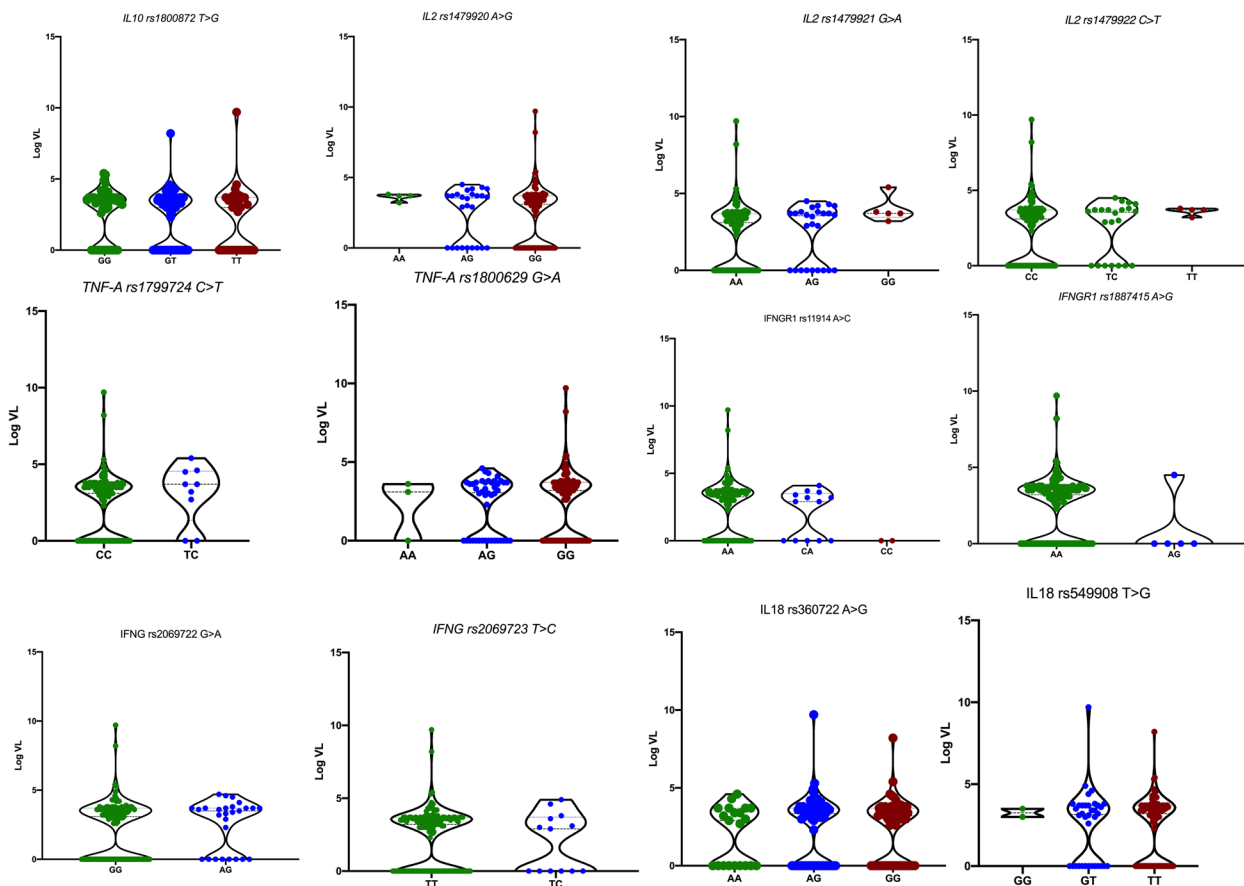 IL10 rs1800872 T>G
15
10
5
0
Log VL
GG GT TT
IL2 rs1479920 A>G
15
10
5
0
Log VL
AA AG GG
IL2 rs1479921 G>A
15
10
5
0
Log VL
AA AG GG
IL2 rs1479922 C>T
15
10
5
0
Log VL
CC TC TT
TNF-A rs1799724 C>T
15
10
5
0
Log VL
CC TC
TNF-A rs1800629 G>A
15
10
5
0
Log VL
AA AG GG
IFNGR1 rs11914 A>C
15
10
5
0
Log VL
AA CA CC
IFNGR1 rs1887415 A>G
15
10
5
0
Log VL
AA AG
IFNG rs2069722 G>A
15
10
5
0
Log VL
GG AG
IFNG rs2069723 T>C
15
10
5
0
Log VL
TT TC
IL18 rs360722 A>G
15
10
5
0
Log VL
AA AG GG
IL18 rs549908 T>G
15
10
5
0
Log VL
GG GT TT